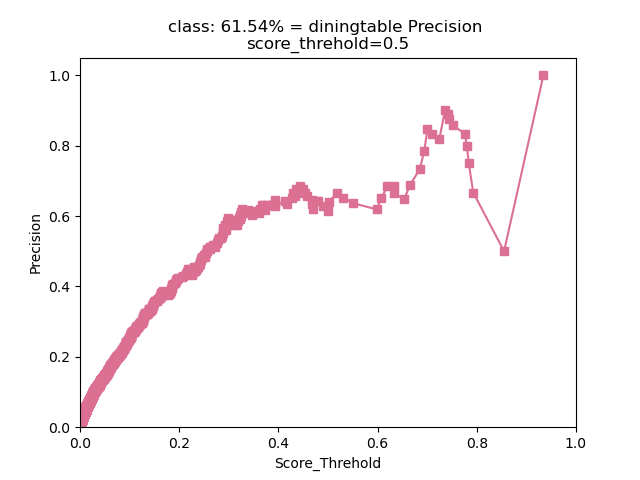 class: 61.54% = diningtable Precision
score_threhold=0.5
Precision
1.0
0.8
0.6
0.4
0.2
0.0
0.0 0.2 0.4 0.6 0.8 1.0
Score_Threhold